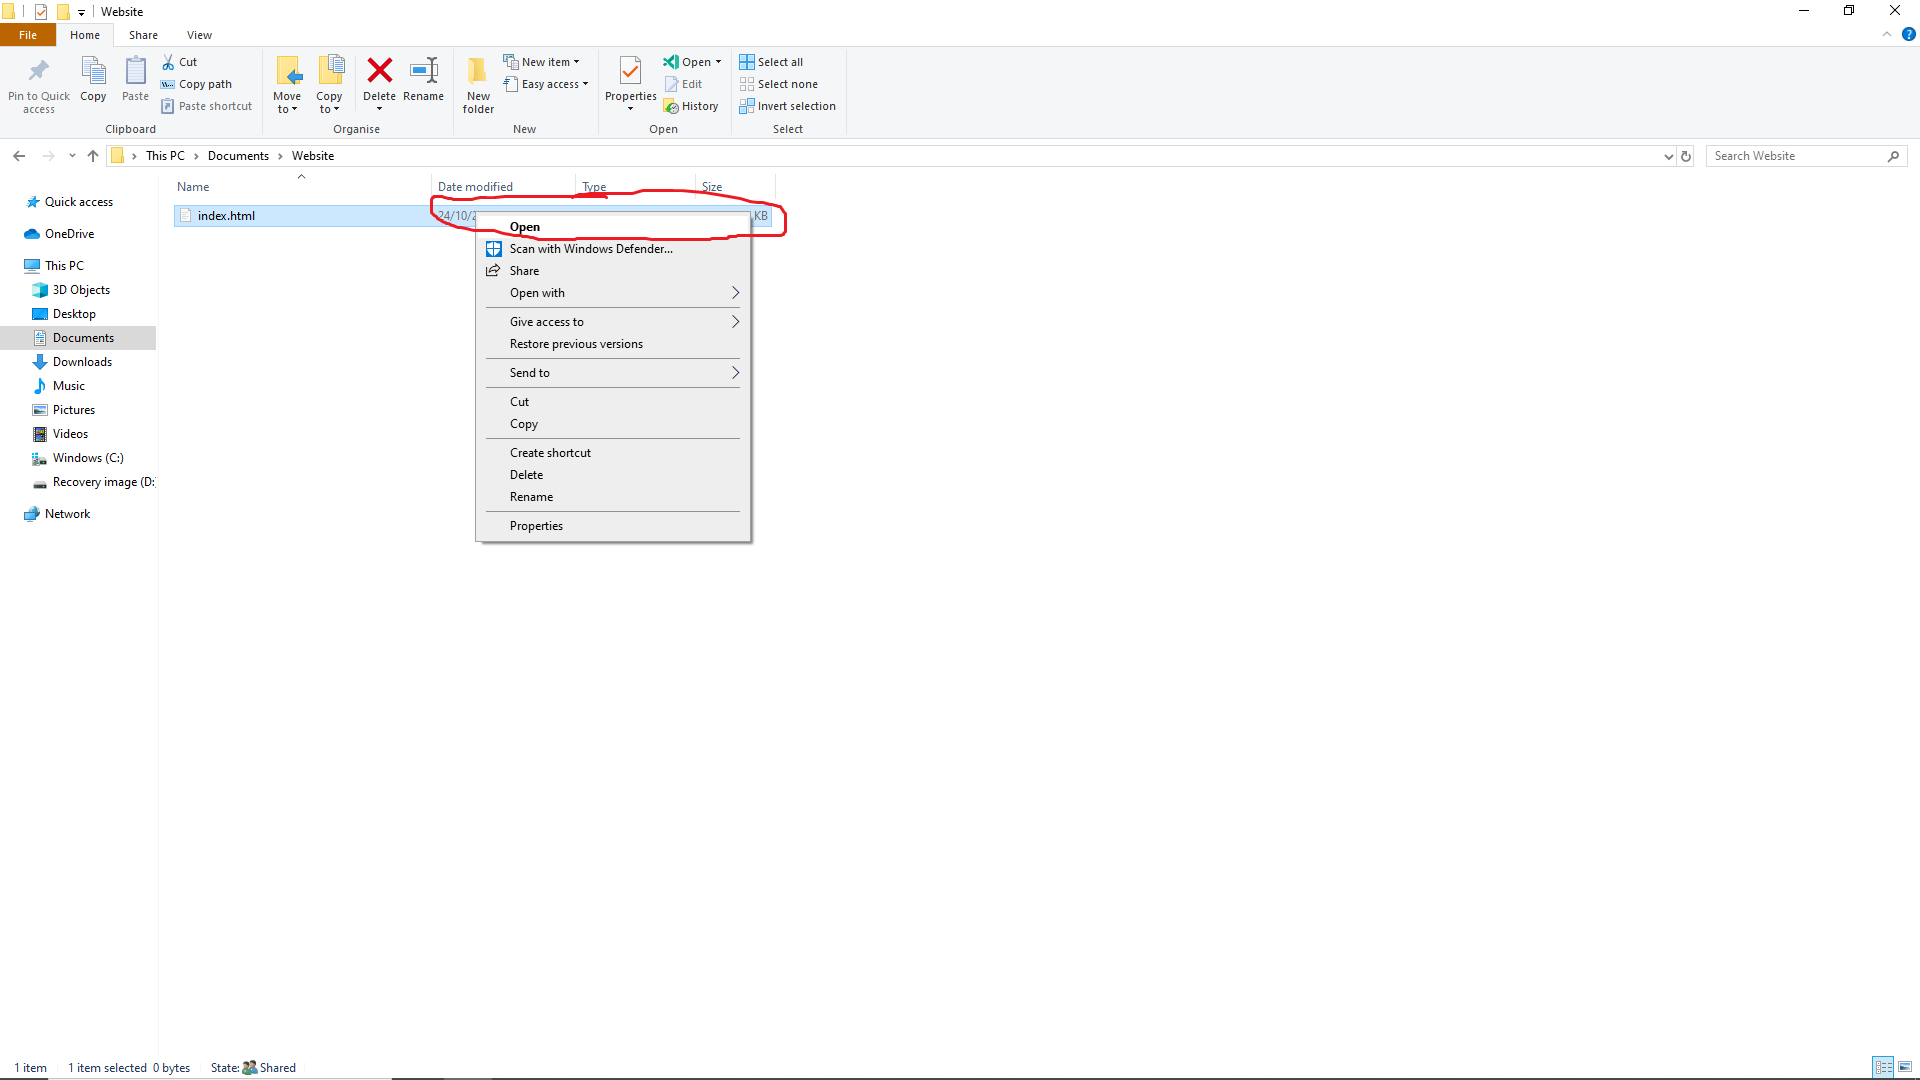 Website
File Home Share View
Pin to Quick access
Copy
Paste
Cut
Copy path
Paste shortcut
Clipboard
Move to
Copy to
Delete
Rename
Organise
New folder
New item
Easy access
New
Properties
Open
Edit
History
Open
Select all
Select none
Invert selection
Select
This PC > Documents > Website
Search Website
Name Date modified Type Size
index.html 24/10/2 KB
Quick access
OneDrive
This PC
3D Objects
Desktop
Documents
Downloads
Music
Pictures
Videos
Windows (C:)
Recovery image (D:
Network
Open
Scan with Windows Defender...
Share
Open with
Give access to
Restore previous versions
Send to
Cut
Copy
Create shortcut
Delete
Rename
Properties
1 item 1 item selected 0 bytes State: Shared